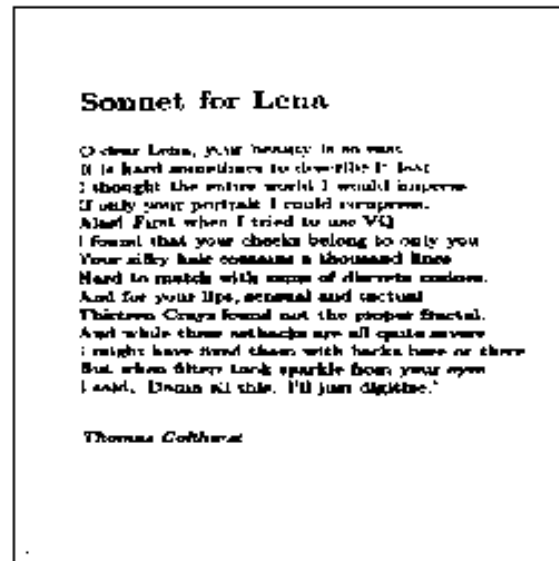 Sonnet for Lena
O dear Lena, your beauty is so vast
It is hard sometimes to describe it fast
I thought the entire world I would impress
If only your portrait I could compress.
Alas! First when I tried to use VQ
I found that your cheeks belong to only you
Your silky hair contains a thousand lines
Hard to match with sums of discrete cosines.
And for your lips, sensual and tactual
Thirteen Crays found not the proper fractal.
And while these setbacks are all quite severe
I might have fixed them with hacks here or there
But when filters took sparkle from your eyes
I said, 'Damn all this. I'll just digitize.'
Thomas Colthurst